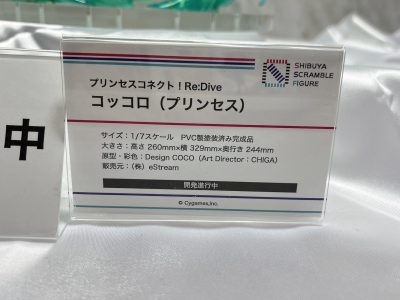 中
プリンセスコネクト！Re:Dive
コッコロ（プリンセス）
SHIBUYA
SCRAMBLE
FIGURE
サイズ：1/7スケール　PVC製塗装済み完成品
大きさ：高さ 260mm×横 329mm×奥行き 244mm
原型・彩色：Design COCO（Art Director：CHIGA）
販売元：（株）eStream
開発進行中
© Cygames,Inc.